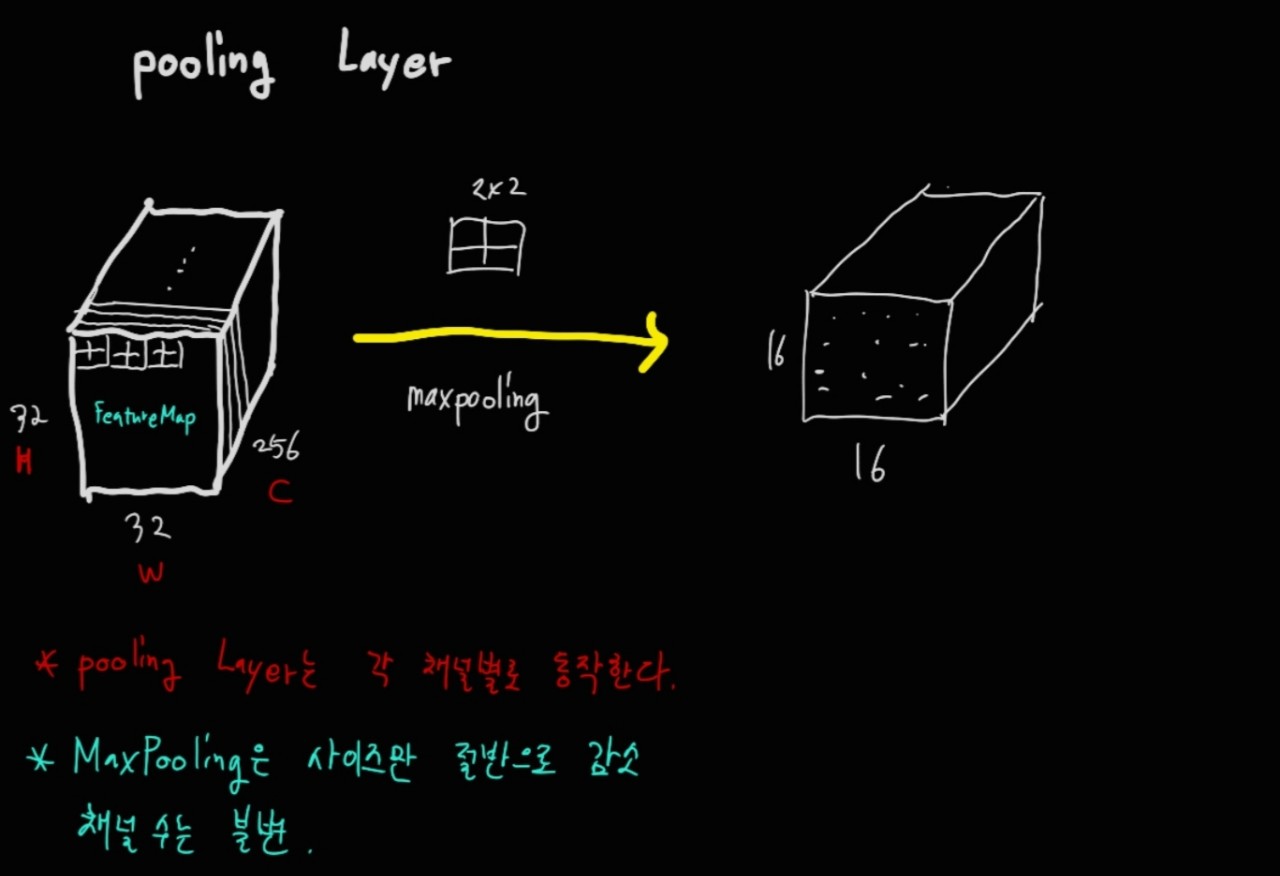 pooling Layer
2x2
maxpooling
FeatureMap
32
H
256
C
32
W
16
16
* pooling Layer는 각 채널별로 동작한다.
* MaxPooling은 사이즈만 절반으로 감소
채널 수는 불변.